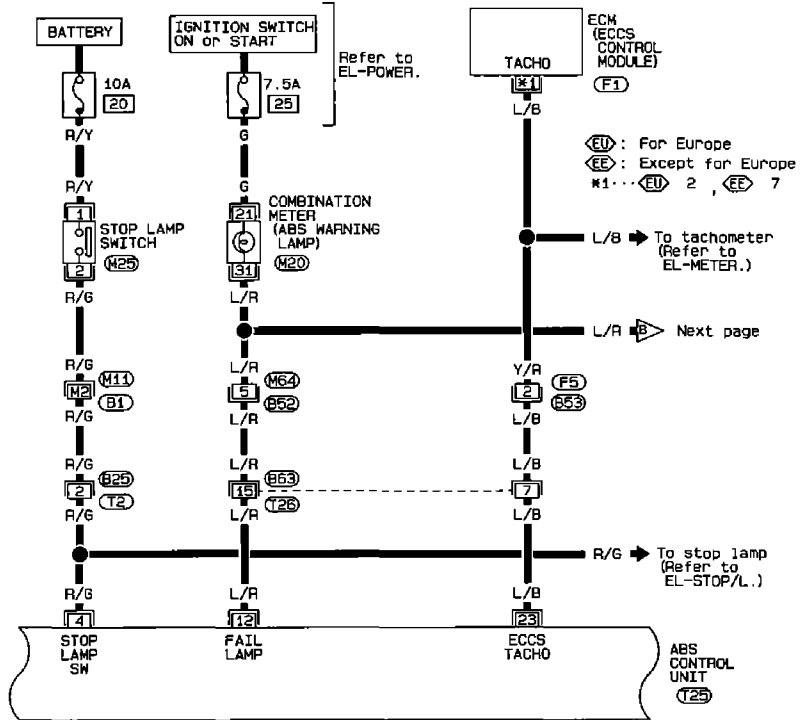 BATTERY
IGNITION SWITCH
ON or START
Refer to
EL-POWER.
10A
20
7.5A
25
ECM
(ECCS
CONTROL
MODULE)
F1
TACHO
*1
L/B
R/Y
G
EU : For Europe
EE : Except for Europe
*1··· EU 2 , EE 7
R/Y
G
1
STOP LAMP
SWITCH
M25
2
21
COMBINATION
METER
(ABS WARNING
LAMP)
M20
31
L/B
To tachometer
(Refer to
EL-METER.)
R/G
L/R
L/R
B
Next page
R/G
M2
M11
B1
R/G
L/R
5
M64
B52
L/R
Y/R
2
F5
B53
L/B
R/G
2
B25
T2
R/G
L/R
15
B63
T26
L/R
L/B
7
L/B
R/G
To stop lamp
(Refer to
EL-STOP/L.)
R/G
L/R
L/B
4
12
23
STOP
LAMP
SW
FAIL
LAMP
ECCS
TACHO
ABS
CONTROL
UNIT
T25